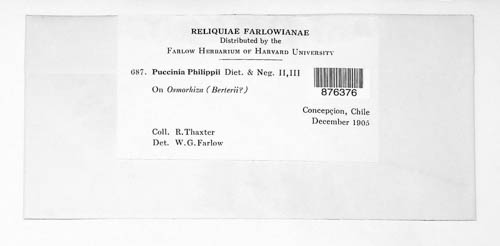 RELIQUIAE FARLOWIANAE
Distributed by the
FARLOW HERBARIUM OF HARVARD UNIVERSITY
687. Puccinia Philippii Diet. & Neg. II,III
876376
On Osmorhiza (Berterii?)
Concepçion, Chile
December 1905
Coll. R. Thaxter
Det. W. G. Farlow